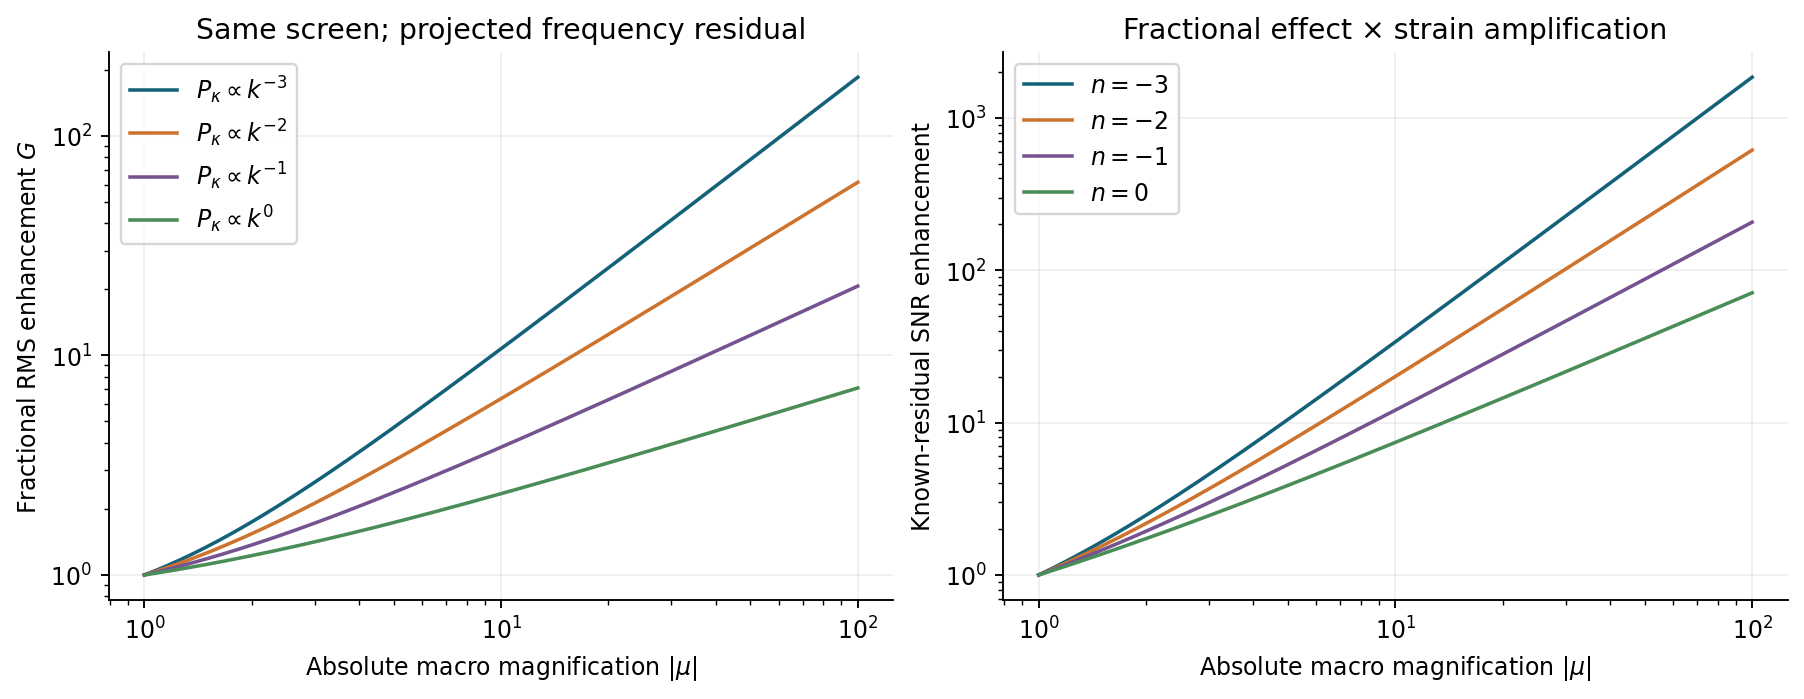 Same screen; projected frequency residual
Fractional RMS enhancement G
10²
10¹
10⁰
P_κ ∝ k⁻³
P_κ ∝ k⁻²
P_κ ∝ k⁻¹
P_κ ∝ k⁰
10⁰ 10¹ 10²
Absolute macro magnification |μ|
Fractional effect × strain amplification
Known-residual SNR enhancement
10³
10²
10¹
10⁰
n = −3
n = −2
n = −1
n = 0
10⁰ 10¹ 10²
Absolute macro magnification |μ|